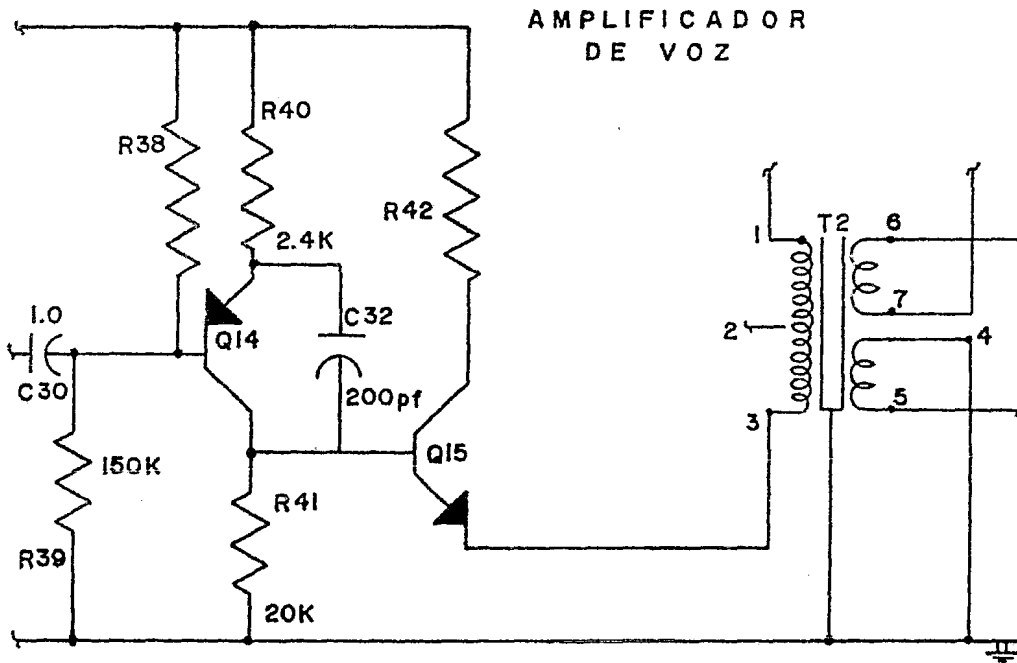 AMPLIFICADOR
DE VOZ
R40
R38
R42
2.4K
1
T2
6
1.0
C32
7
Q14
2
4
C30
200pf
5
3
Q15
150K
R41
R39
20K